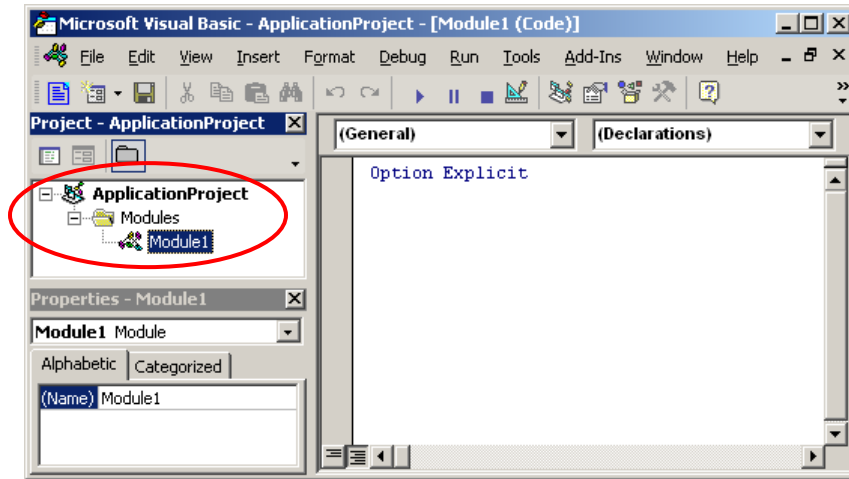 Microsoft Visual Basic - ApplicationProject - [Module1 (Code)]
File Edit View Insert Format Debug Run Tools Add-Ins Window Help
Project - ApplicationProject
(General) (Declarations)
Option Explicit
ApplicationProject
Modules
Module1
Properties - Module1
Module1 Module
Alphabetic Categorized
(Name) Module1